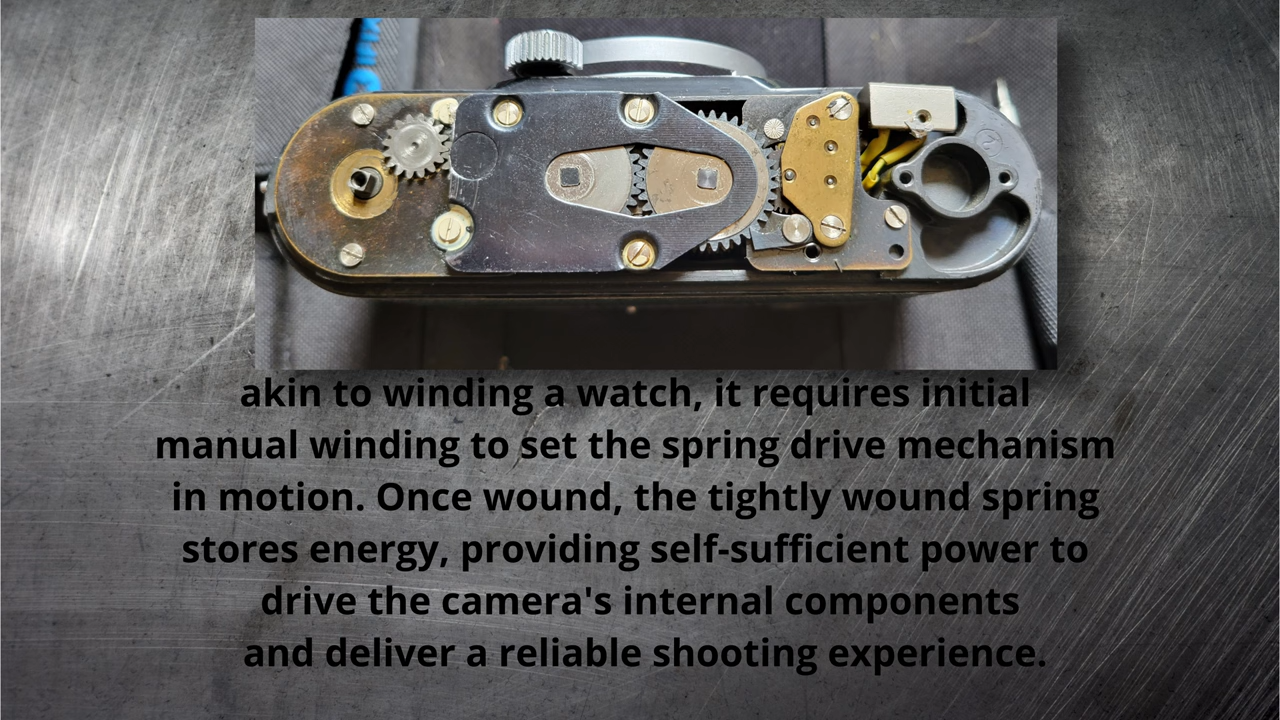 akin to winding a watch, it requires initial
manual winding to set the spring drive mechanism
in motion. Once wound, the tightly wound spring
stores energy, providing self-sufficient power to
drive the camera's internal components
and deliver a reliable shooting experience.